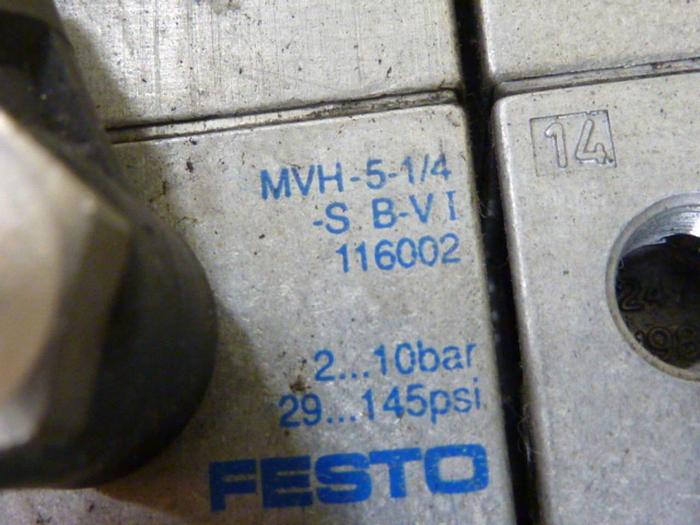 MVH-5-1/4
-S B-VI
116002
2...10bar
29...145psi
FESTO
14